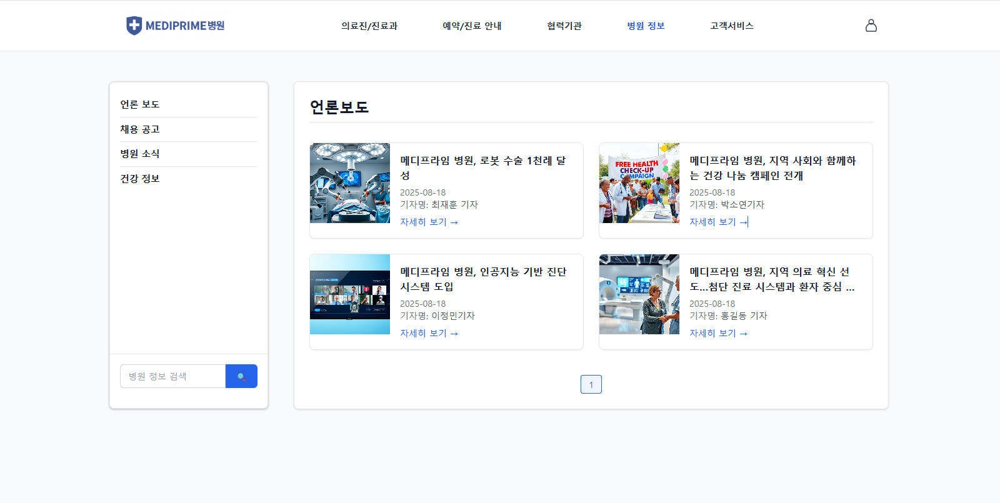 MEDIPRIME병원
의료진/진료과
예약/진료 안내
협력기관
병원 정보
고객서비스
언론 보도
채용 공고
병원 소식
건강 정보
병원 정보 검색
언론보도
메디프라임 병원, 로봇 수술 1천례 달
성
2025-08-18
기자명: 최재훈 기자
자세히 보기 →
FREE HEALTH
CHECK-UP
CAMPAIGN
메디프라임 병원, 지역 사회와 함께하
는 건강 나눔 캠페인 전개
2025-08-18
기자명: 박소연기자
자세히 보기 →
메디프라임 병원, 인공지능 기반 진단
시스템 도입
2025-08-18
기자명: 이정민기자
자세히 보기 →
메디프라임 병원, 지역 의료 혁신 선
도...첨단 진료 시스템과 환자 중심 ...
2025-08-18
기자명: 홍길동 기자
자세히 보기 →
1